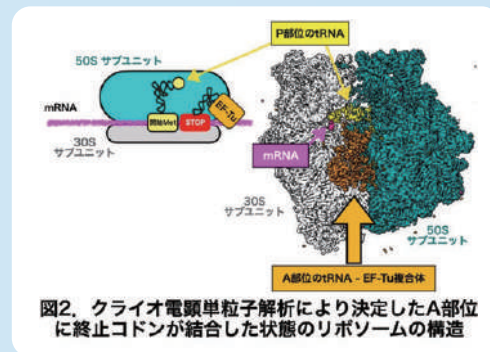 P部位のtRNA
50S サブユニット
mRNA
開始Met
STOP
EF-Tu
30S
サブユニット
mRNA
30S
サブユニット
50S
サブユニット
A部位のtRNA - EF-Tu複合体
図2．クライオ電顕単粒子解析により決定したA部位
に終止コドンが結合した状態のリボソームの構造